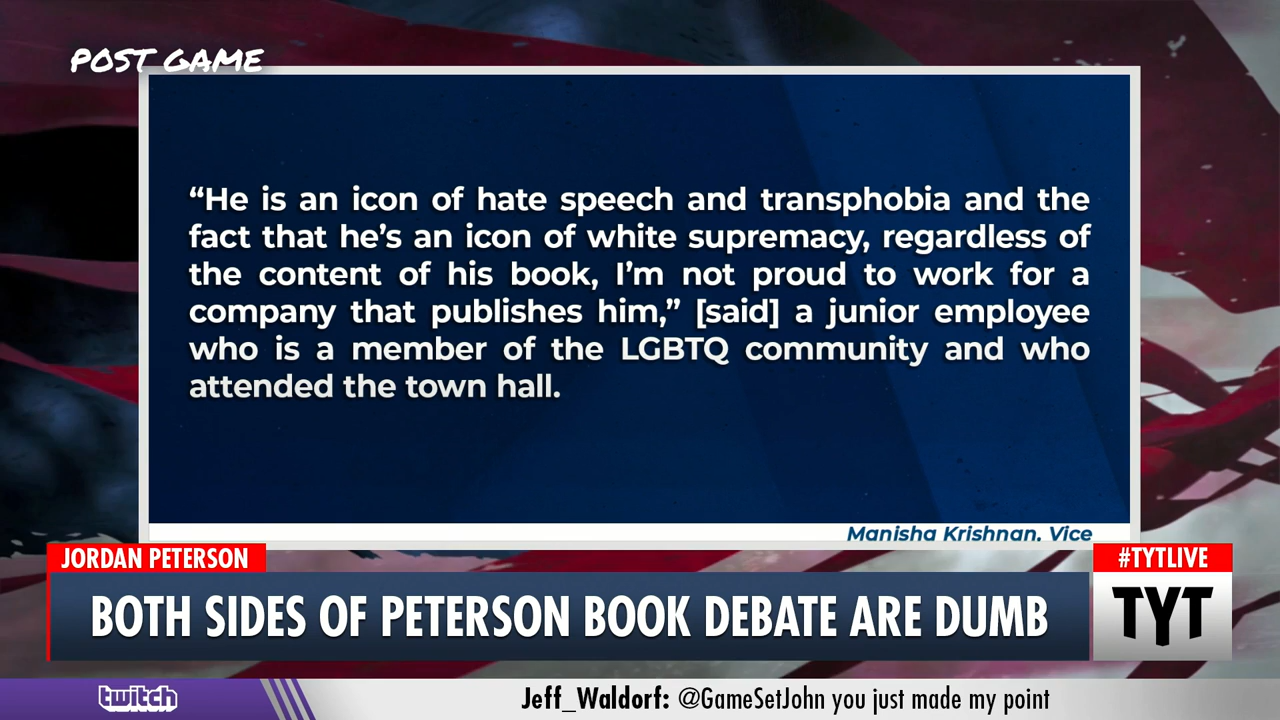 POST GAME
“He is an icon of hate speech and transphobia and the
fact that he’s an icon of white supremacy, regardless of
the content of his book, I’m not proud to work for a
company that publishes him,” [said] a junior employee
who is a member of the LGBTQ community and who
attended the town hall.
Manisha Krishnan, Vice
JORDAN PETERSON
#TYTLIVE
BOTH SIDES OF PETERSON BOOK DEBATE ARE DUMB
TYT
twitch
Jeff_Waldorf: @GameSetJohn you just made my point